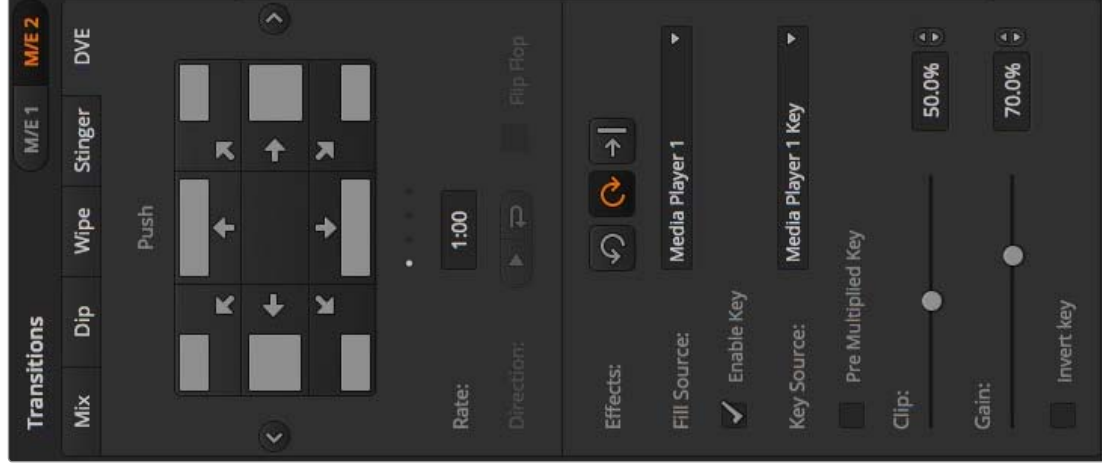 Transitions M/E 1 M/E 2
Mix Dip Wipe Stinger DVE
Push
Rate: 1:00
Direction: Flip Flop
Effects:
Fill Source: Media Player 1
Enable Key
Key Source: Media Player 1 Key
Pre Multiplied Key
Clip:
50.0%
Gain:
70.0%
Invert key